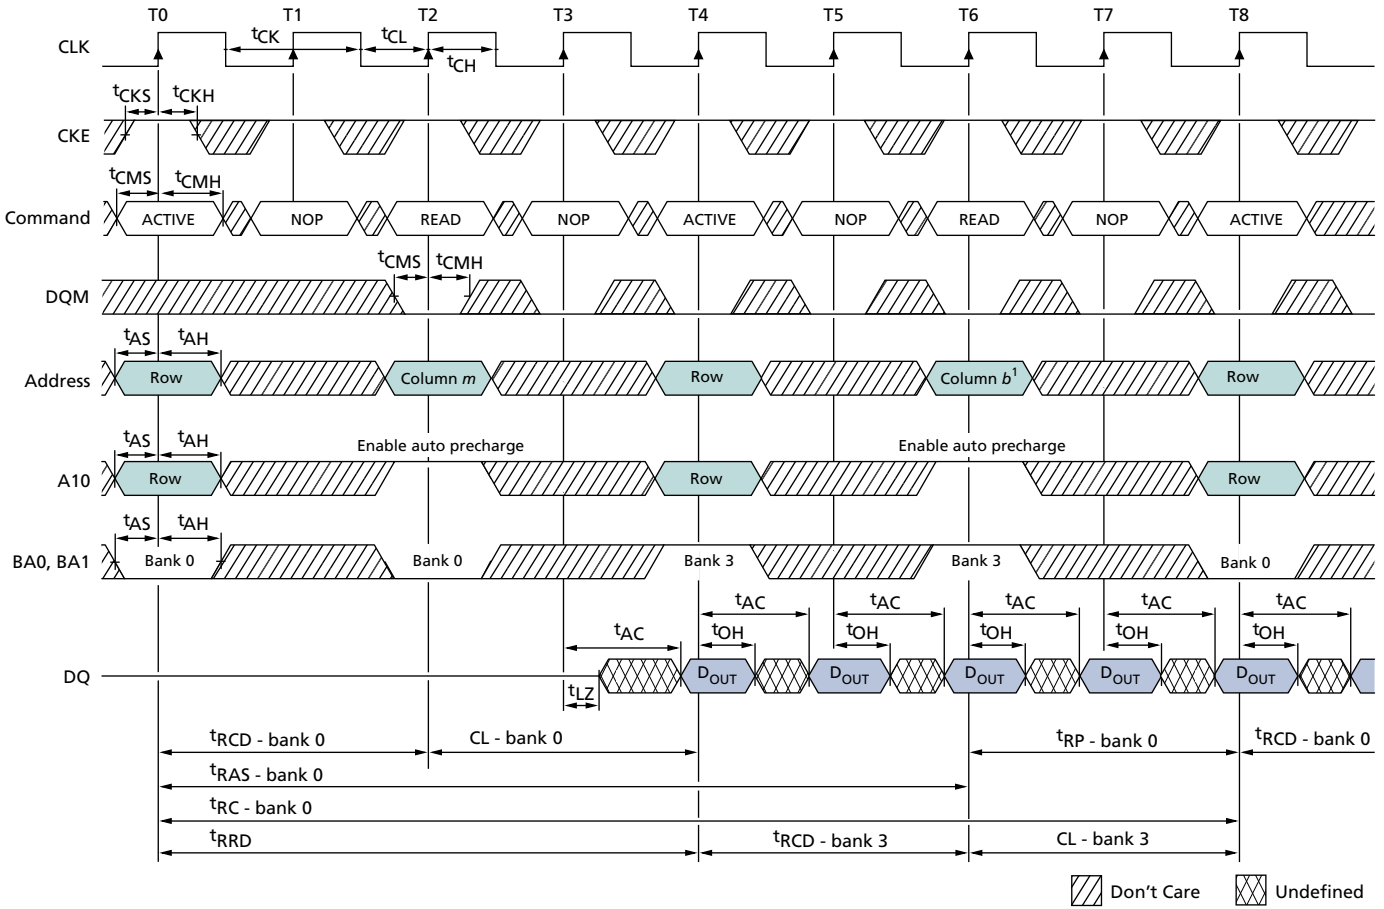 T0 T1 T2 T3 T4 T5 T6 T7 T8
CLK
tCK tCL
tCH
tCKS tCKH
CKE
tCMS tCMH
Command ACTIVE NOP READ NOP ACTIVE NOP READ NOP ACTIVE
tCMS tCMH
DQM
tAS tAH
Address Row Column m Row Column b1 Row
tAS tAH Enable auto precharge Enable auto precharge
A10 Row Row Row
tAS tAH
BA0, BA1 Bank 0 Bank 0 Bank 3 Bank 3 Bank 0
tAC tAC tAC tAC tAC
tAC tOH tOH tOH tOH tOH
DQ DOUT DOUT DOUT DOUT DOUT
tLZ
tRCD - bank 0 CL - bank 0 tRP - bank 0 tRCD - bank 0
tRAS - bank 0
tRC - bank 0
tRRD tRCD - bank 3 CL - bank 3
Don't Care Undefined